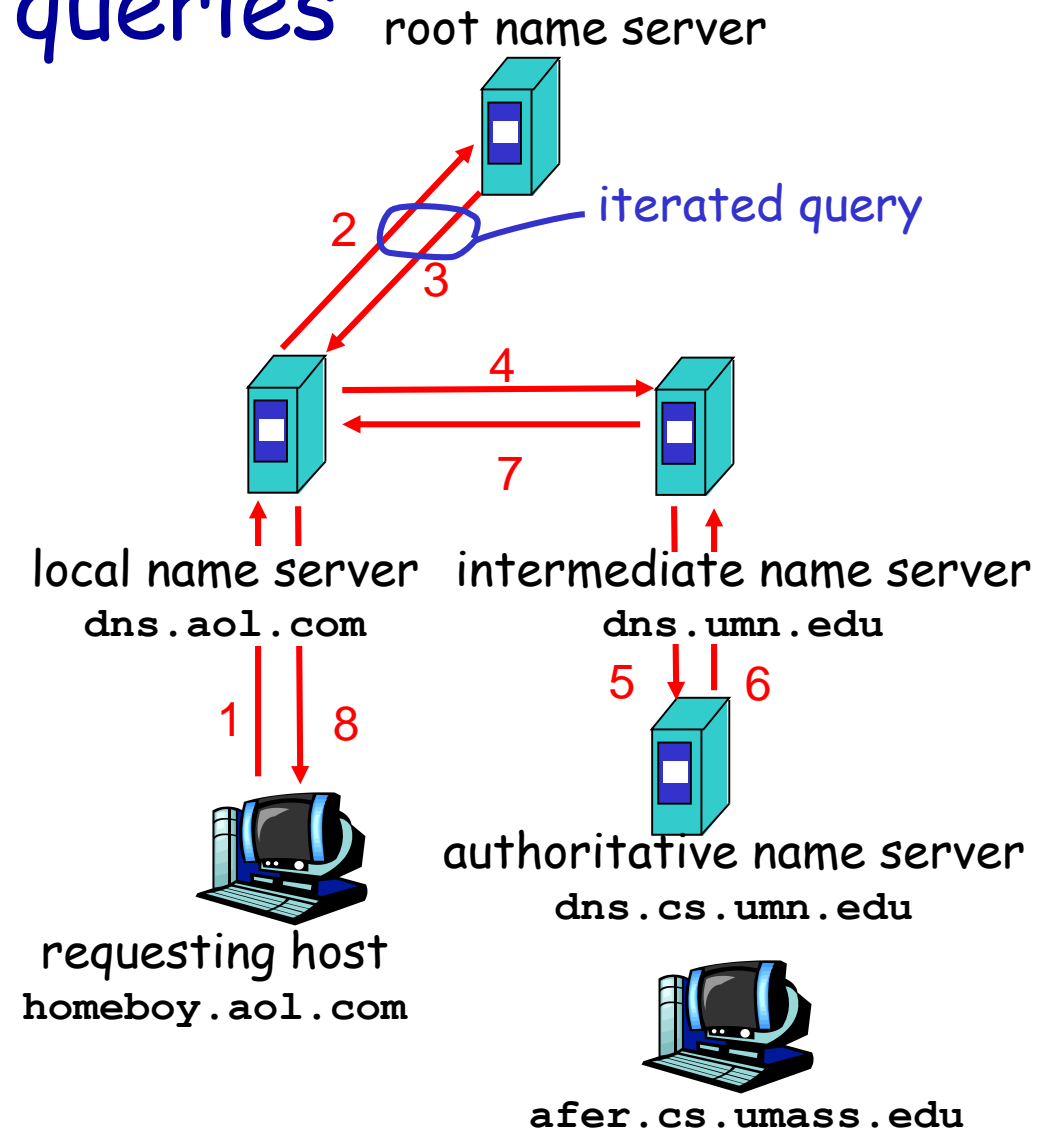 queries
root name server
iterated query
2
3
4
7
local name server
dns.aol.com
intermediate name server
dns.umn.edu
1
8
5
6
authoritative name server
dns.cs.umn.edu
requesting host
homeboy.aol.com
afer.cs.umass.edu